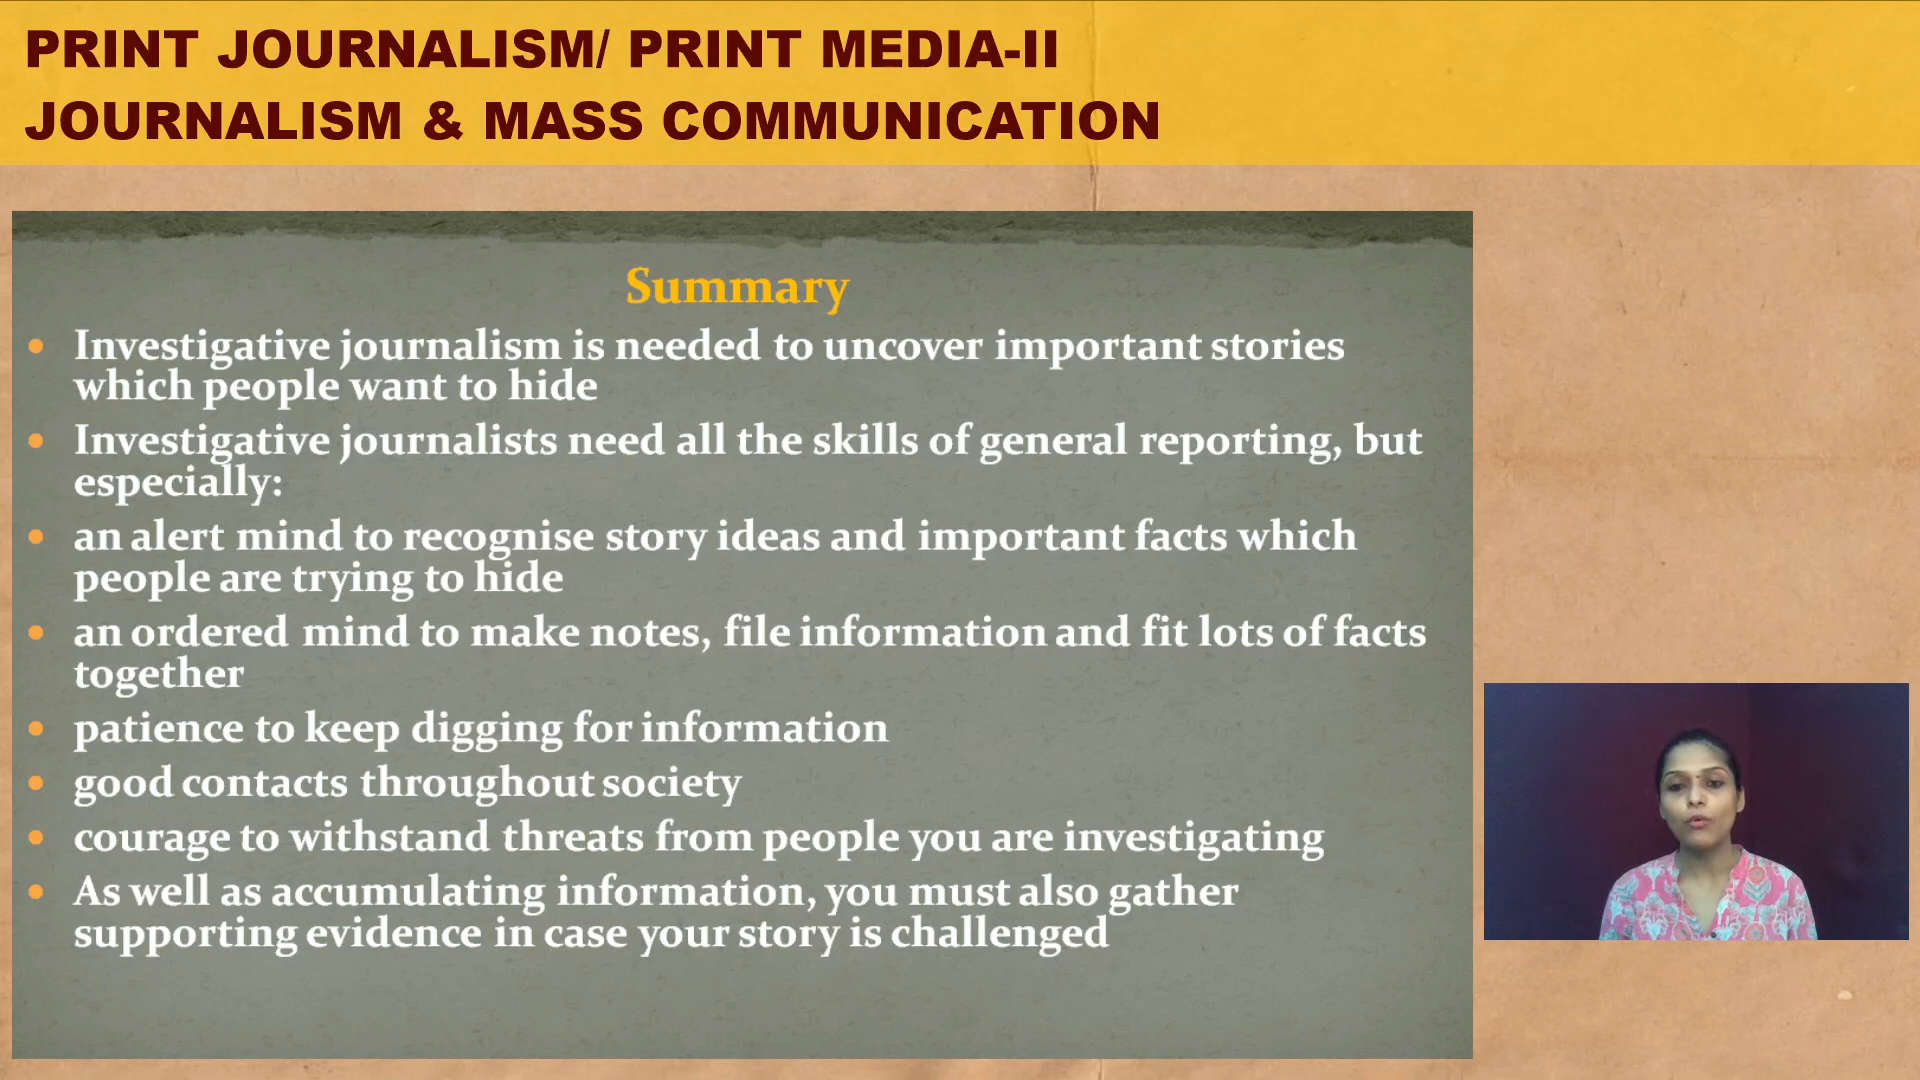 PRINT JOURNALISM/ PRINT MEDIA-II
JOURNALISM & MASS COMMUNICATION
Summary
• Investigative journalism is needed to uncover important stories
which people want to hide
• Investigative journalists need all the skills of general reporting, but
especially:
• an alert mind to recognise story ideas and important facts which
people are trying to hide
• an ordered mind to make notes, file information and fit lots of facts
together
• patience to keep digging for information
• good contacts throughout society
• courage to withstand threats from people you are investigating
• As well as accumulating information, you must also gather
supporting evidence in case your story is challenged